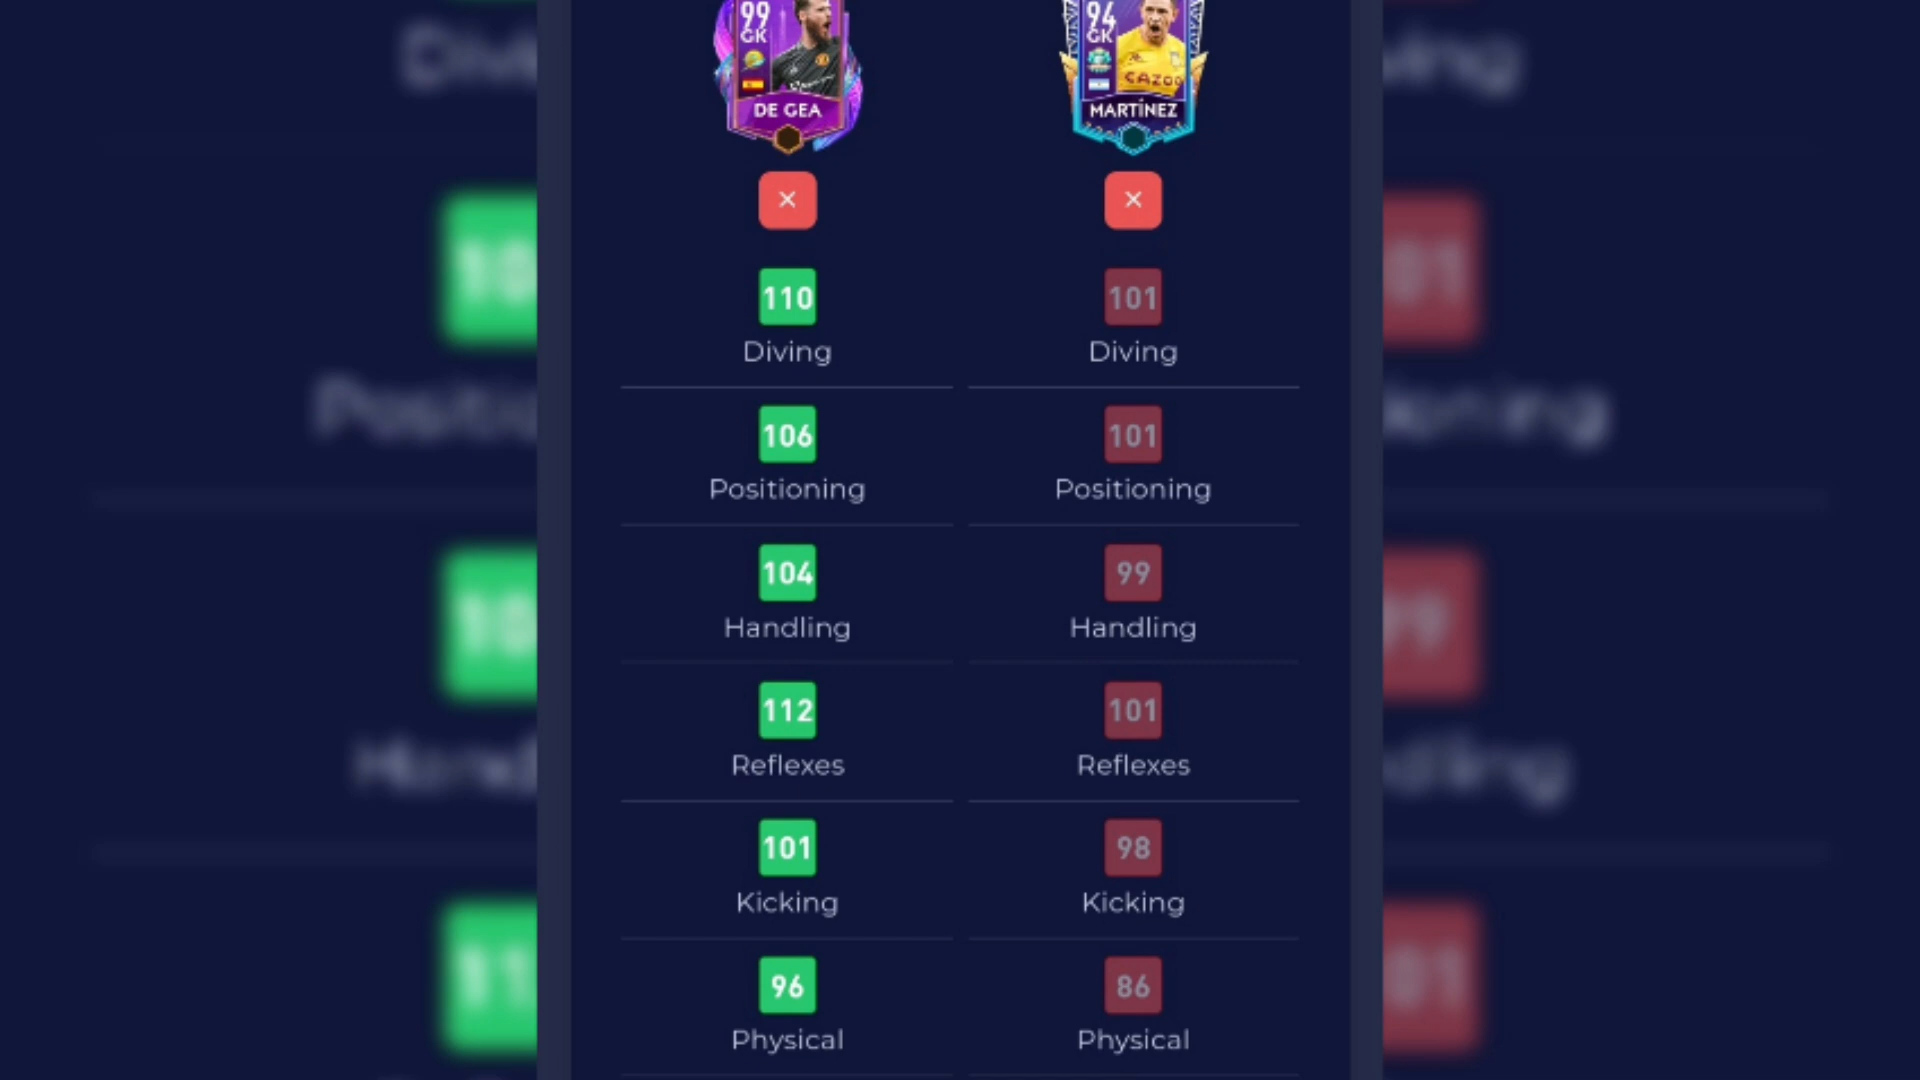 99 94
GK GK
CAZOO
DE GEA MARTÍNEZ
× ×
110 101
Diving Diving
106 101
Positioning Positioning
104 99
Handling Handling
112 101
Reflexes Reflexes
101 98
Kicking Kicking
96 86
Physical Physical